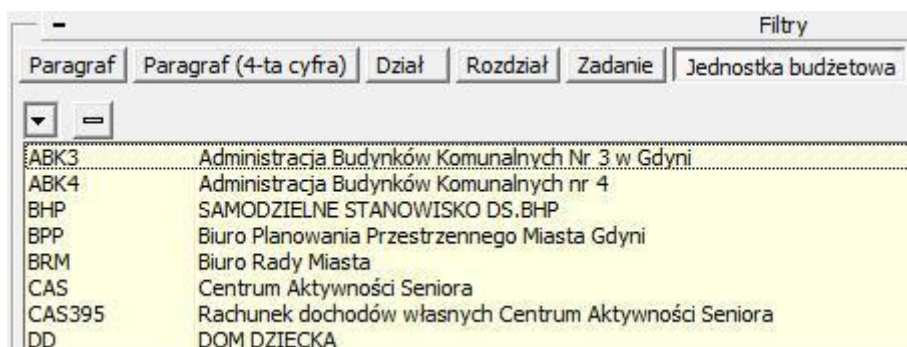 Filtry
Paragraf Paragraf (4-ta cyfra) Dział Rozdział Zadanie Jednostka budżetowa
ABK3 Administracja Budynków Komunalnych Nr 3 w Gdyni
ABK4 Administracja Budynków Komunalnych nr 4
BHP SAMODZIELNE STANOWISKO DS.BHP
BPP Biuro Planowania Przestrzennego Miasta Gdyni
BRM Biuro Rady Miasta
CAS Centrum Aktywności Seniora
CAS395 Rachunek dochodów własnych Centrum Aktywności Seniora
DD DOM DZIECKA